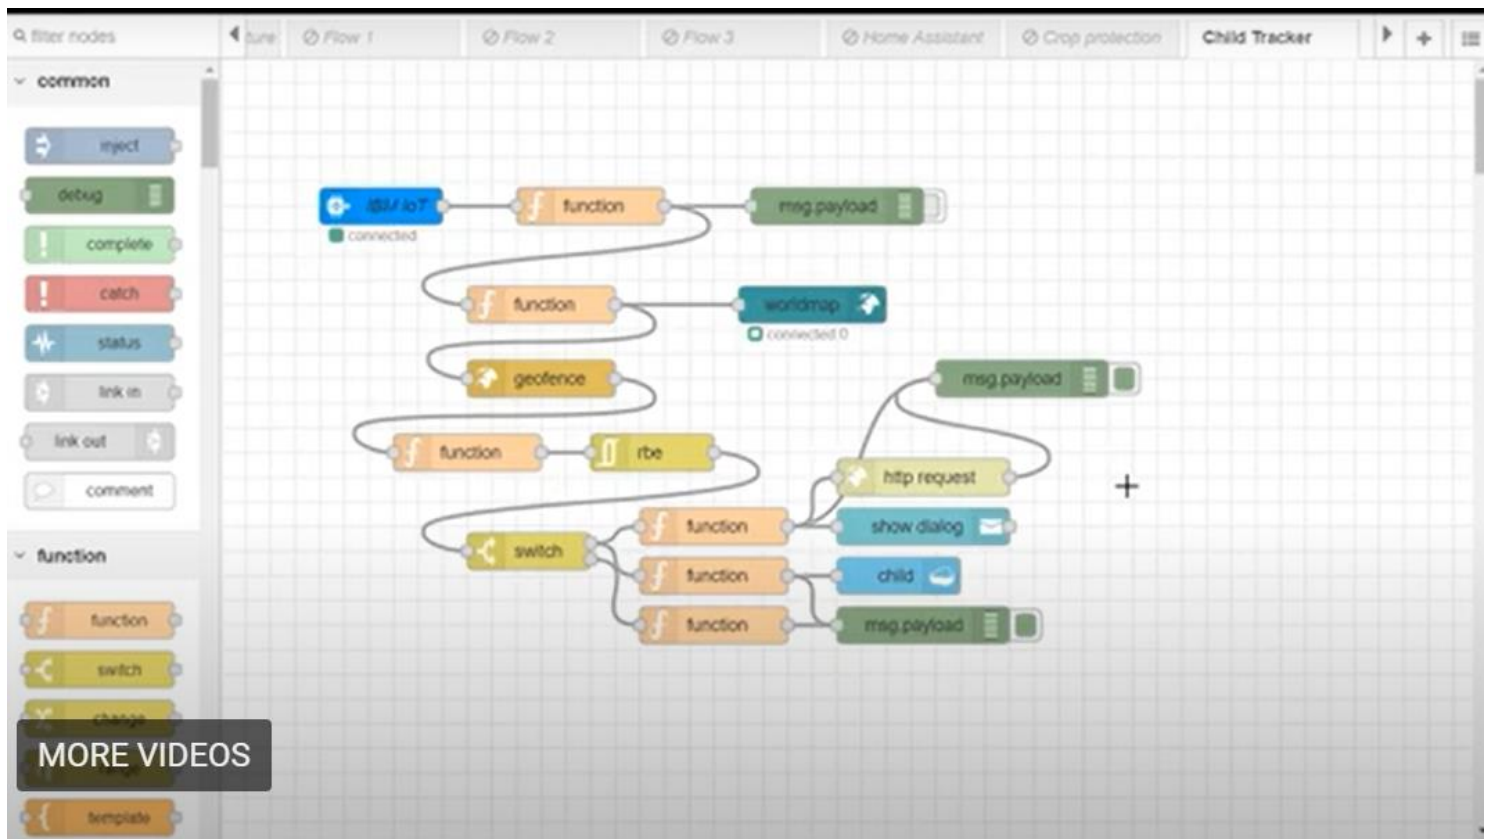 filter nodes
ture
Flow 1
Flow 2
Flow 3
Home Assistant
Crop protection
Child Tracker
common
inject
debug
complete
catch
status
link in
link out
comment
function
function
switch
change
range
template
IBM IoT
connected
function
msg.payload
function
worldmap
connected 0
geofence
msg.payload
function
rbe
http request
switch
function
show dialog
function
child
function
msg.payload
MORE VIDEOS